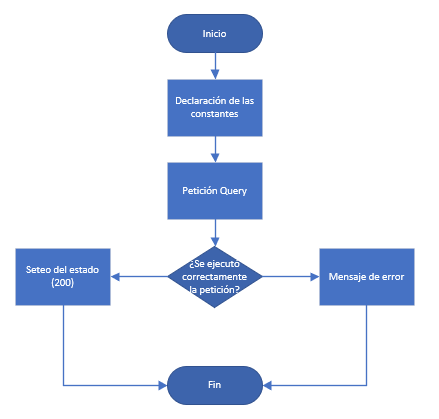 Inicio
Declaración de las
constantes
Petición Query
¿Se ejecutó
correctamente
la petición?
Seteo del estado
(200)
Mensaje de error
Fin